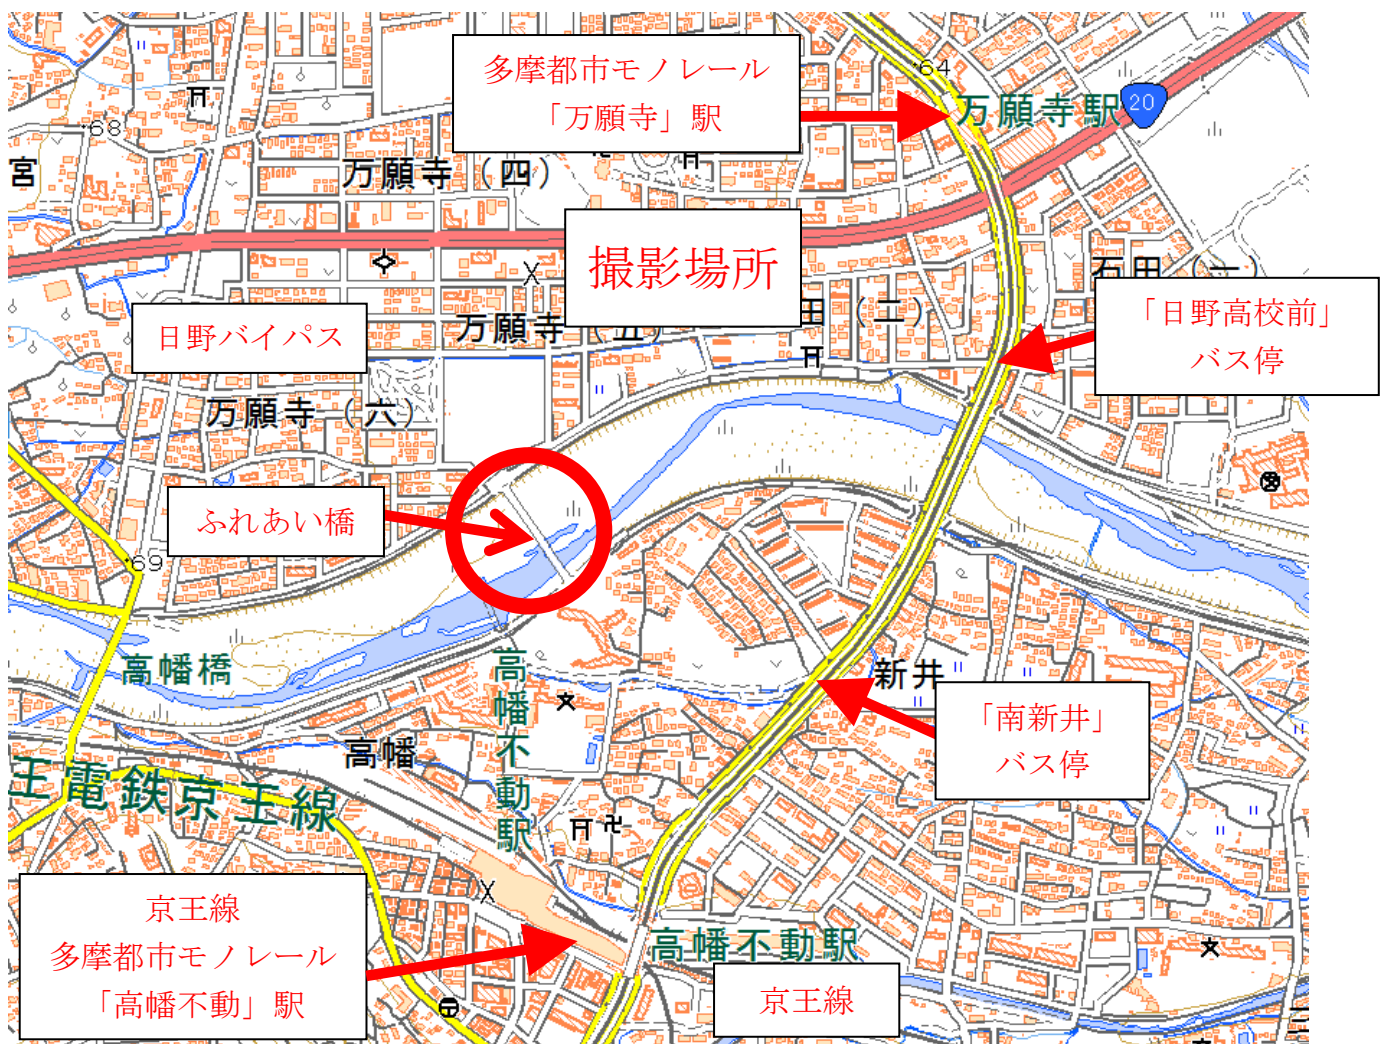 64
多摩都市モノレール
「万願寺」駅
万願寺駅
20
68
宮
万願寺（四）
撮影場所
石田（一）
「日野高校前」
バス停
日野バイパス
万願寺（五）
田（二）
万願寺（六）
ふれあい橋
69
高幡橋
高幡不動駅
新井
「南新井」
バス停
高幡
王電鉄京王線
京王線
多摩都市モノレール
「高幡不動」駅
高幡不動駅
京王線